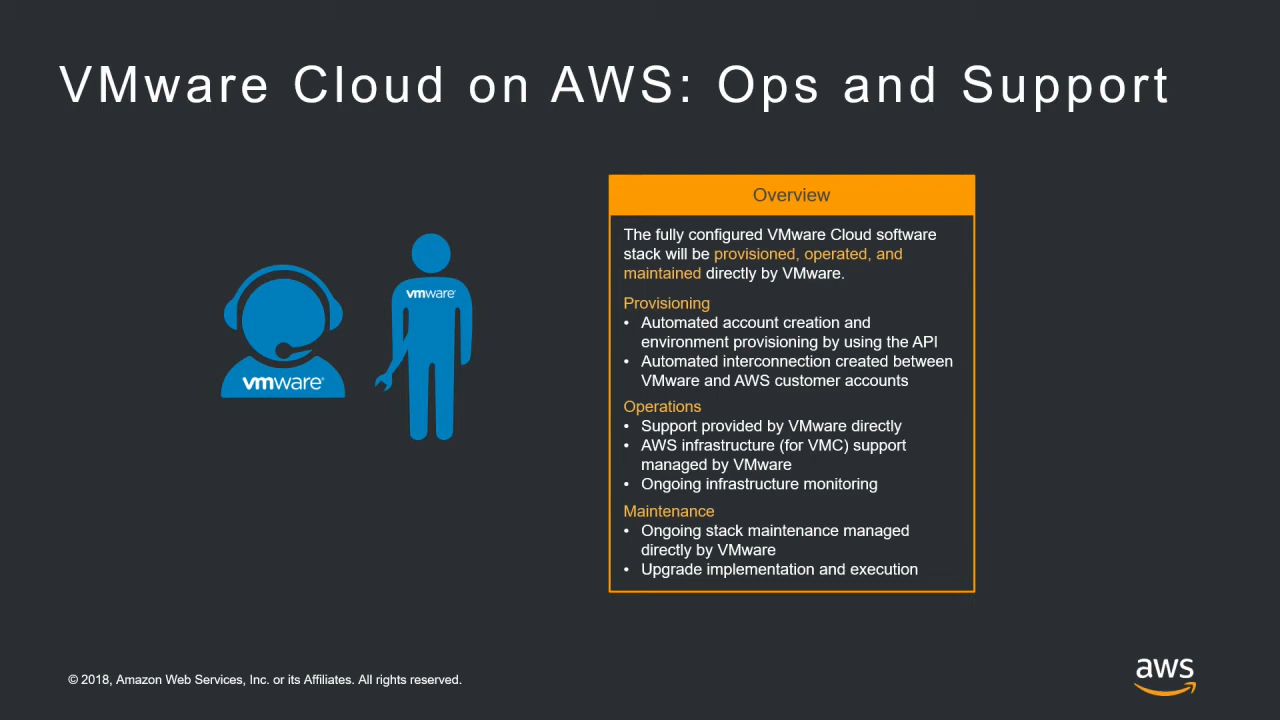 VMware Cloud on AWS: Ops and Support
vmware®
vmware®
Overview
The fully configured VMware Cloud software
stack will be provisioned, operated, and
maintained directly by VMware.
Provisioning
• Automated account creation and
environment provisioning by using the API
• Automated interconnection created between
VMware and AWS customer accounts
Operations
• Support provided by VMware directly
• AWS infrastructure (for VMC) support
managed by VMware
• Ongoing infrastructure monitoring
Maintenance
• Ongoing stack maintenance managed
directly by VMware
• Upgrade implementation and execution
© 2018, Amazon Web Services, Inc. or its Affiliates. All rights reserved.
aws